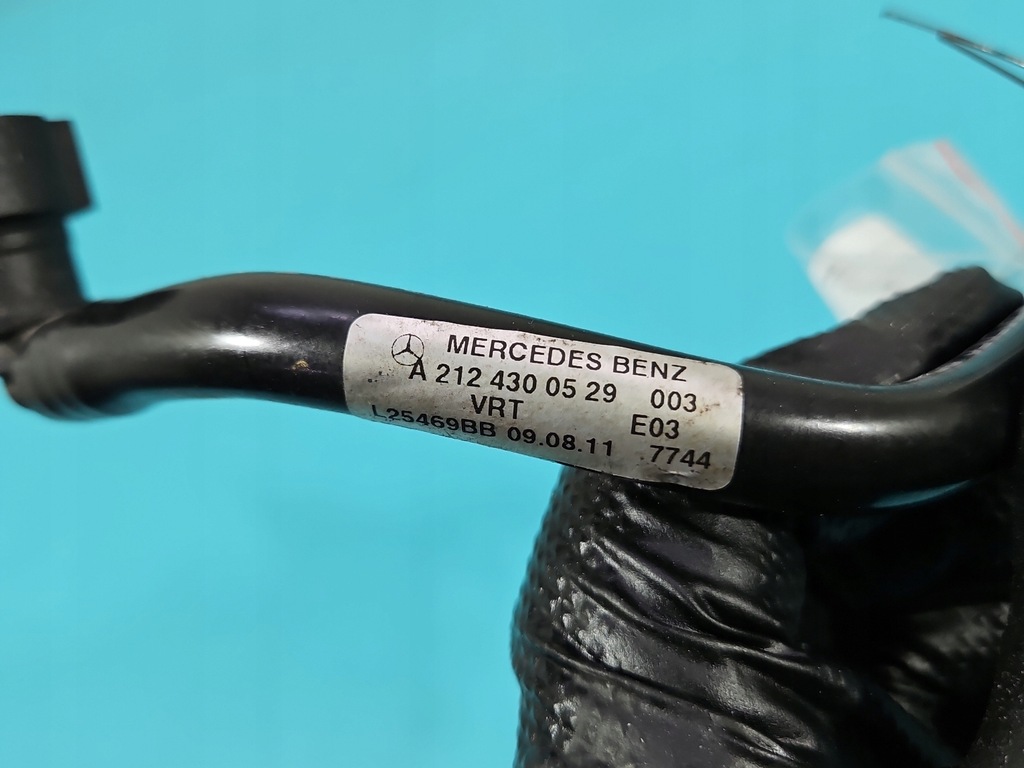 MERCEDES BENZ
A 212 430 05 29 003
VRT E03
L25469BB 09.08.11 7744